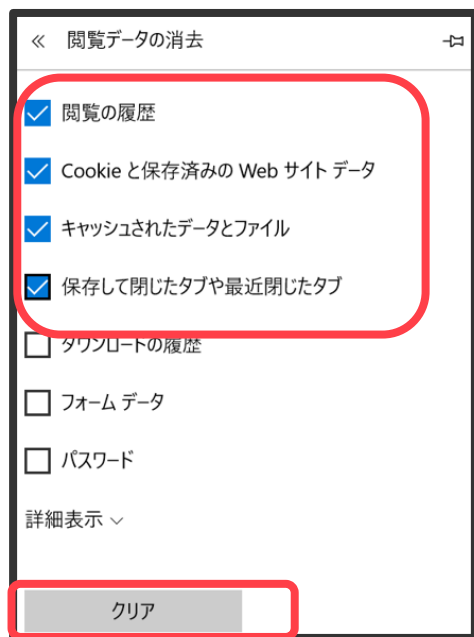 閲覧データの消去
閲覧の履歴
Cookie と保存済みの Web サイト データ
キャッシュされたデータとファイル
保存して閉じたタブや最近閉じたタブ
ダウンロードの履歴
フォーム データ
パスワード
詳細表示
クリア